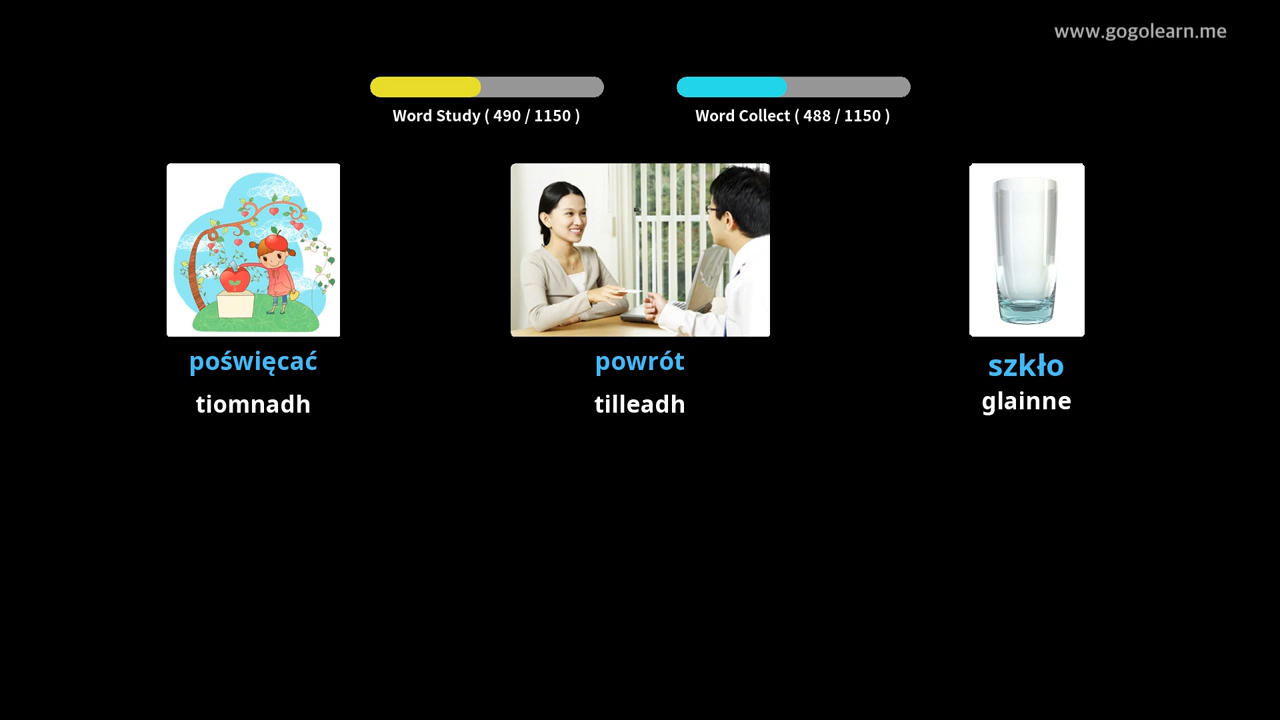 www.gogolearn.me
Word Study ( 490 / 1150 )
Word Collect ( 488 / 1150 )
poświęcać
powrót
szkło
tiomnadh
tilleadh
glainne